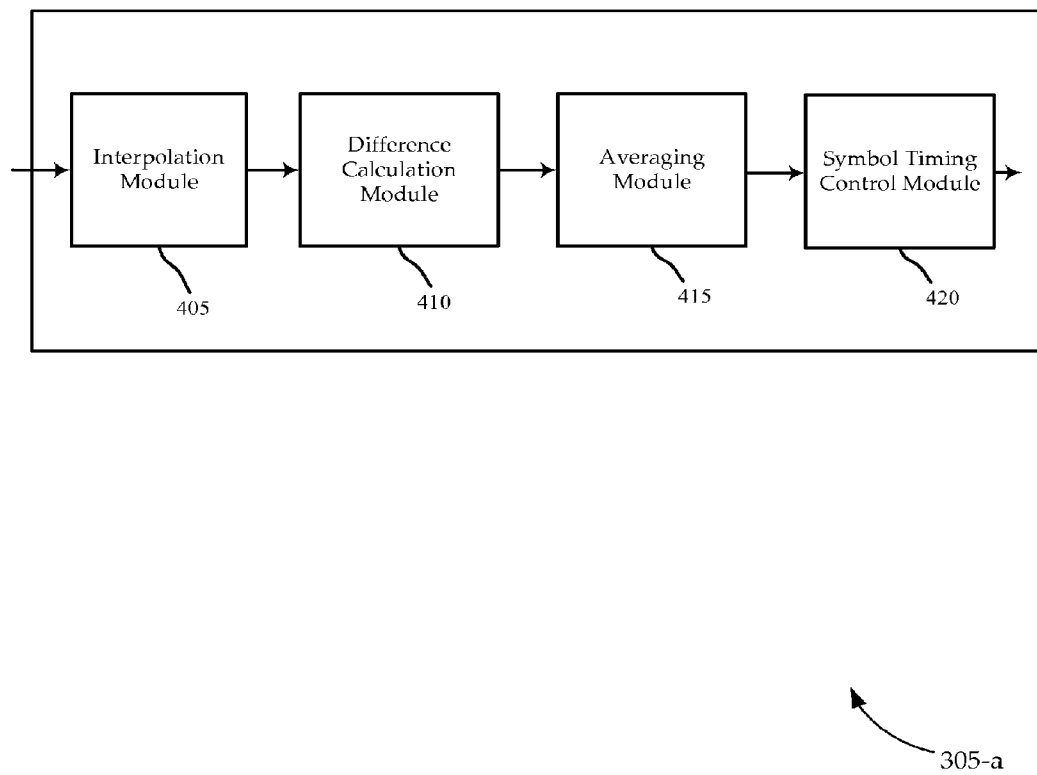 Interpolation
Module
Difference
Calculation
Module
Averaging
Module
Symbol Timing
Control Module
405
410
415
420
305-a